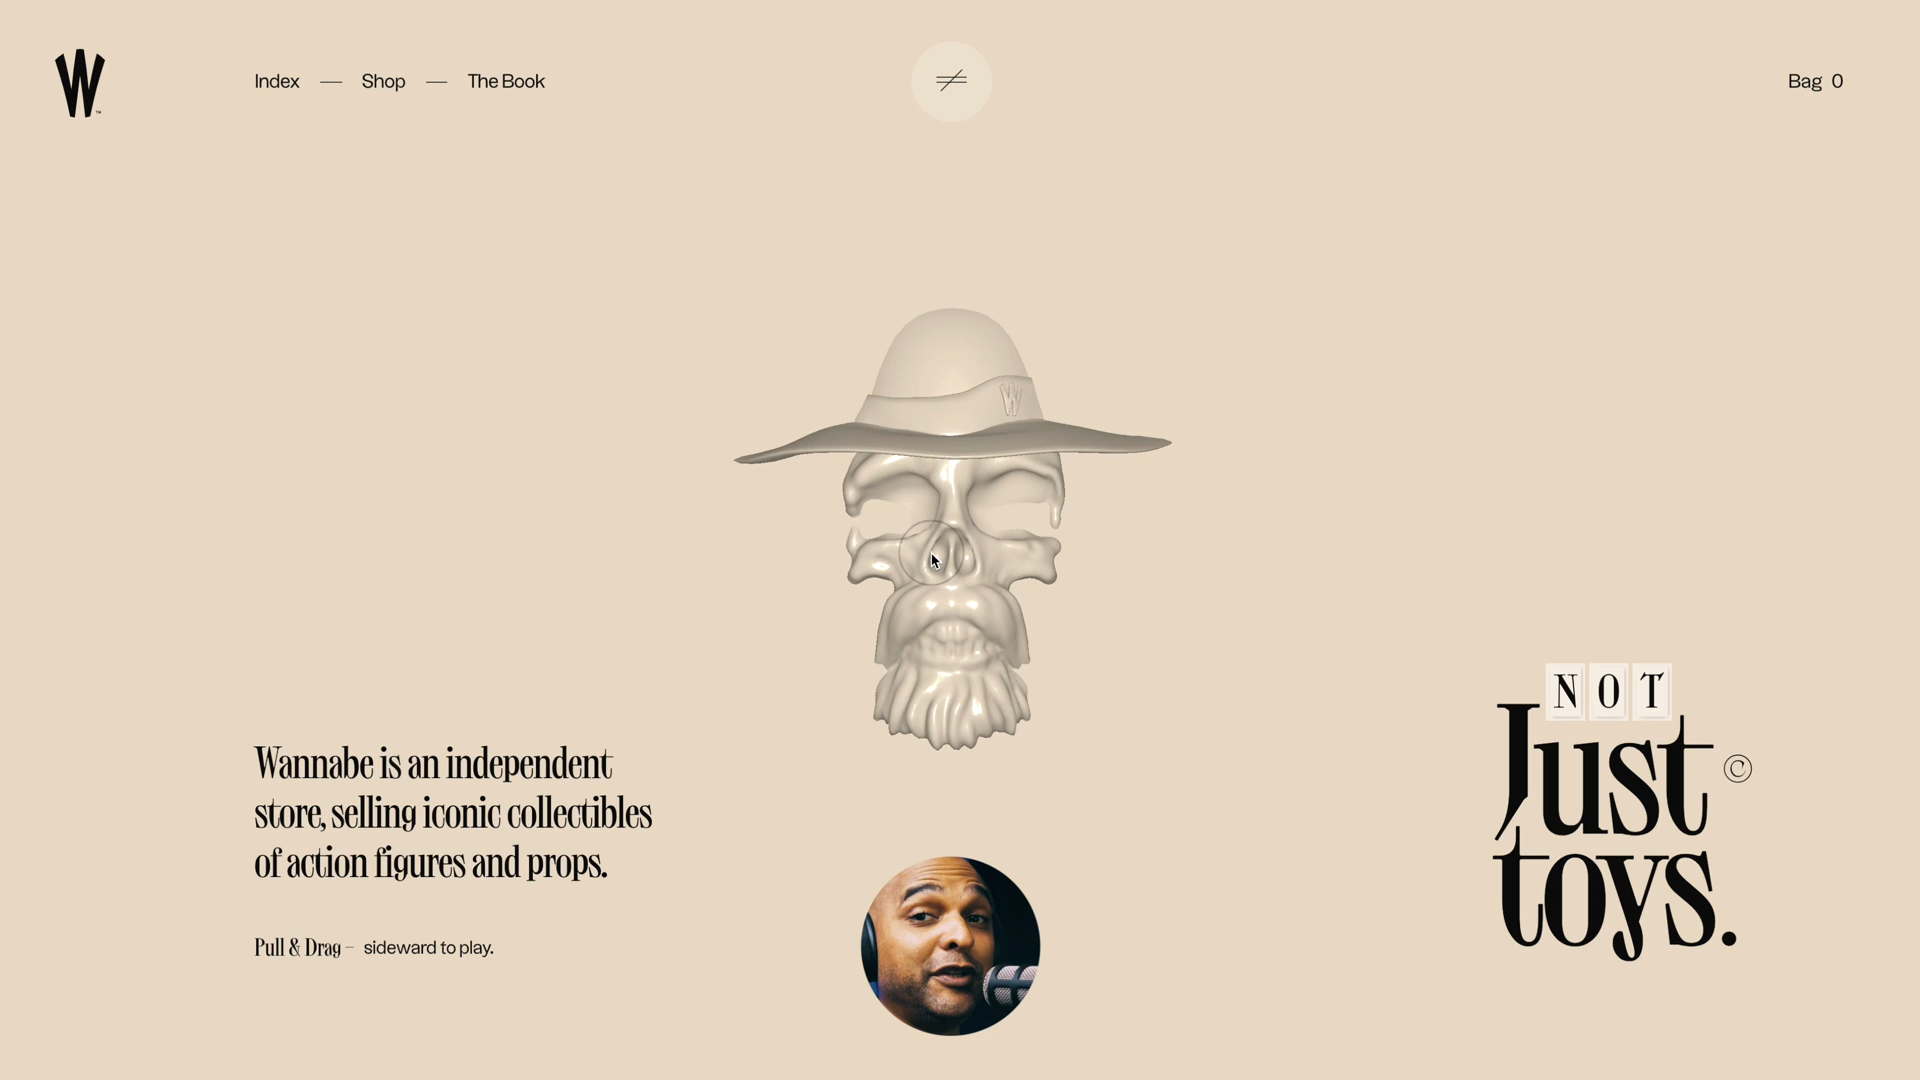 W
TM
Index — Shop — The Book
≠
Bag 0
W
Wannabe is an independent
store, selling iconic collectibles
of action figures and props.
Pull & Drag – sideward to play.
NOT
Just ©
toys.